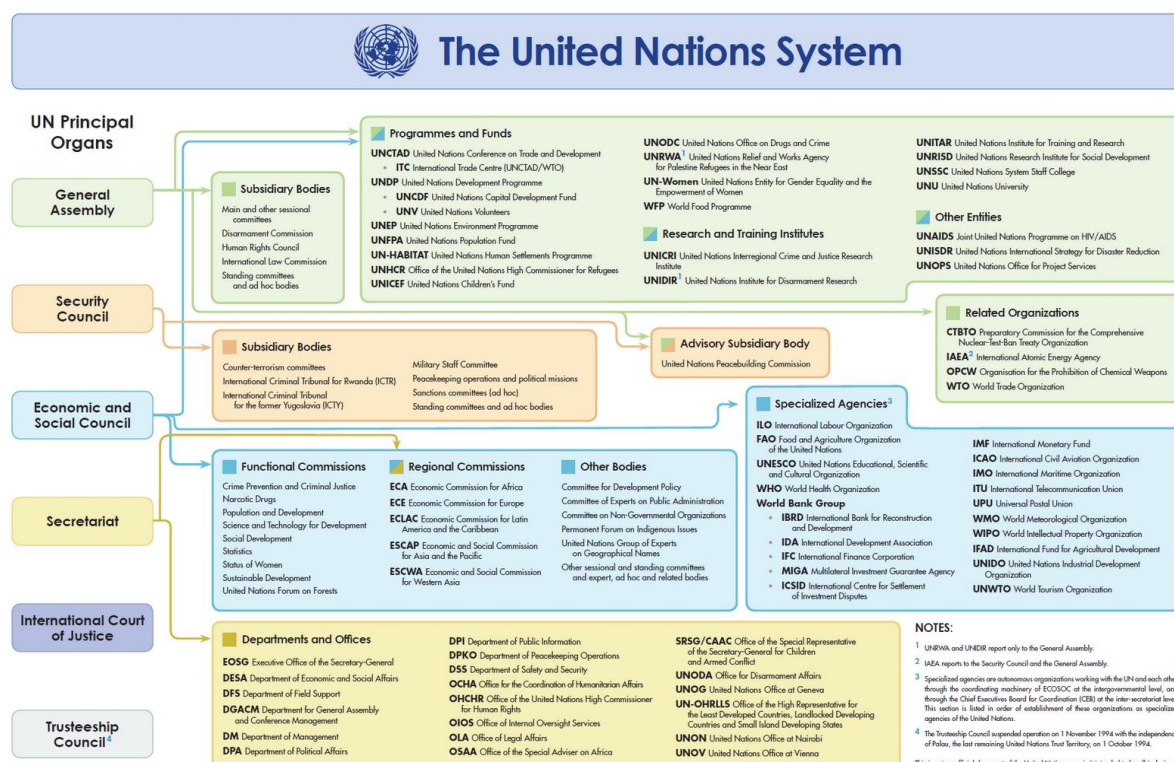 The United Nations System
UN Principal
Organs
General
Assembly
Security
Council
Economic and
Social Council
Secretariat
International Court
of Justice
Trusteeship
Council4
Subsidiary Bodies
Main and other sessional
committees
Disarmament Commission
Human Rights Council
International Law Commission
Standing committees
and ad hoc bodies
Programmes and Funds
UNCTAD United Nations Conference on Trade and Development
• ITC International Trade Centre (UNCTAD/WTO)
UNDP United Nations Development Programme
• UNCDF United Nations Capital Development Fund
• UNV United Nations Volunteers
UNEP United Nations Environment Programme
UNFPA United Nations Population Fund
UN-HABITAT United Nations Human Settlements Programme
UNHCR Office of the United Nations High Commissioner for Refugees
UNICEF United Nations Children's Fund
UNODC United Nations Office on Drugs and Crime
UNRWA1 United Nations Relief and Works Agency
for Palestine Refugees in the Near East
UN-Women United Nations Entity for Gender Equality and the
Empowerment of Women
WFP World Food Programme
Research and Training Institutes
UNICRI United Nations Interregional Crime and Justice Research
Institute
UNIDIR1 United Nations Institute for Disarmament Research
UNITAR United Nations Institute for Training and Research
UNRISD United Nations Research Institute for Social Development
UNSSC United Nations System Staff College
UNU United Nations University
Other Entities
UNAIDS Joint United Nations Programme on HIV/AIDS
UNISDR United Nations International Strategy for Disaster Reduction
UNOPS United Nations Office for Project Services
Subsidiary Bodies
Counter-terrorism committees
International Criminal Tribunal for Rwanda (ICTR)
International Criminal Tribunal
for the former Yugoslavia (ICTY)
Military Staff Committee
Peacekeeping operations and political missions
Sanctions committees (ad hoc)
Standing committees and ad hoc bodies
Advisory Subsidiary Body
United Nations Peacebuilding Commission
Related Organizations
CTBTO Preparatory Commission for the Comprehensive
Nuclear-Test-Ban Treaty Organization
IAEA2 International Atomic Energy Agency
OPCW Organisation for the Prohibition of Chemical Weapons
WTO World Trade Organization
Functional Commissions
Crime Prevention and Criminal Justice
Narcotic Drugs
Population and Development
Science and Technology for Development
Social Development
Statistics
Status of Women
Sustainable Development
United Nations Forum on Forests
Regional Commissions
ECA Economic Commission for Africa
ECE Economic Commission for Europe
ECLAC Economic Commission for Latin
America and the Caribbean
ESCAP Economic and Social Commission
for Asia and the Pacific
ESCWA Economic and Social Commission
for Western Asia
Other Bodies
Committee for Development Policy
Committee of Experts on Public Administration
Committee on Non-Governmental Organizations
Permanent Forum on Indigenous Issues
United Nations Group of Experts
on Geographical Names
Other sessional and standing committees
and expert, ad hoc and related bodies
Specialized Agencies3
ILO International Labour Organization
FAO Food and Agriculture Organization
of the United Nations
UNESCO United Nations Educational, Scientific
and Cultural Organization
WHO World Health Organization
World Bank Group
• IBRD International Bank for Reconstruction
and Development
• IDA International Development Association
• IFC International Finance Corporation
• MIGA Multilateral Investment Guarantee Agency
• ICSID International Centre for Settlement
of Investment Disputes
IMF International Monetary Fund
ICAO International Civil Aviation Organization
IMO International Maritime Organization
ITU International Telecommunication Union
UPU Universal Postal Union
WMO World Meteorological Organization
WIPO World Intellectual Property Organization
IFAD International Fund for Agricultural Development
UNIDO United Nations Industrial Development
Organization
UNWTO World Tourism Organization
Departments and Offices
EOSG Executive Office of the Secretary-General
DESA Department of Economic and Social Affairs
DFS Department of Field Support
DGACM Department for General Assembly
and Conference Management
DM Department of Management
DPA Department of Political Affairs
DPI Department of Public Information
DPKO Department of Peacekeeping Operations
DSS Department of Safety and Security
OCHA Office for the Coordination of Humanitarian Affairs
OHCHR Office of the United Nations High Commissioner
for Human Rights
OIOS Office of Internal Oversight Services
OLA Office of Legal Affairs
OSAA Office of the Special Adviser on Africa
SRSG/CAAC Office of the Special Representative
of the Secretary-General for Children
and Armed Conflict
UNODA Office for Disarmament Affairs
UNOG United Nations Office at Geneva
UN-OHRLLS Office of the High Representative for
the Least Developed Countries, Landlocked Developing
Countries and Small Island Developing States
UNON United Nations Office at Nairobi
UNOV United Nations Office at Vienna
NOTES:
1 UNRWA and UNIDIR report only to the General Assembly.
2 IAEA reports to the Security Council and the General Assembly.
3 Specialized agencies are autonomous organizations working with the UN and each othe
through the coordinating machinery of ECOSOC at the intergovernmental level, an
through the Chief Executives Board for Coordination (CEB) at the inter-secretariat leve
This section is listed in order of establishment of these organizations as specialize
agencies of the United Nations.
4 The Trusteeship Council suspended operation on 1 November 1994 with the independenc
of Palau, the last remaining United Nations Trust Territory, on 1 October 1994.